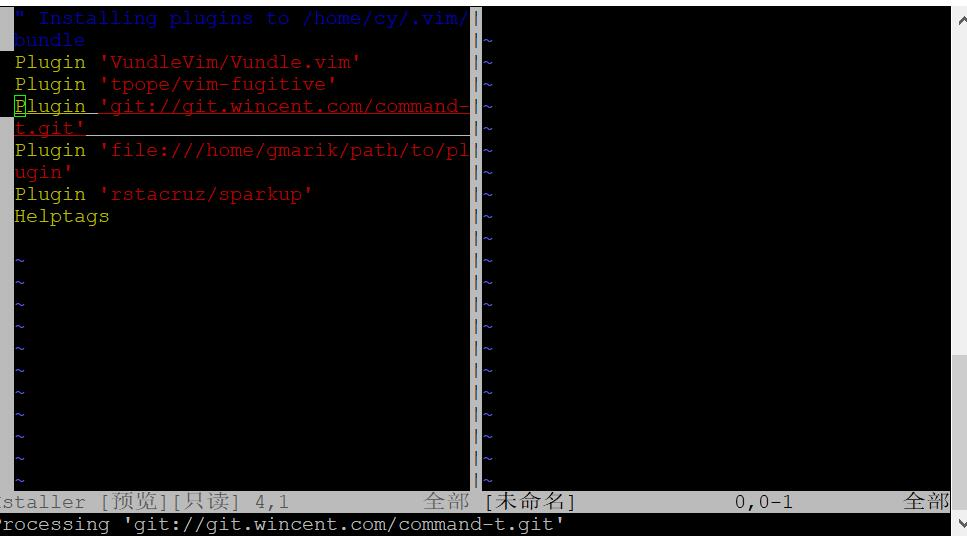 " Installing plugins to /home/cy/.vim/
bundle
Plugin 'VundleVim/Vundle.vim'
Plugin 'tpope/vim-fugitive'
Plugin 'git://git.wincent.com/command-
t.git'
Plugin 'file:///home/gmarik/path/to/pl
ugin'
Plugin 'rstacruz/sparkup'
Helptags
staller [预览][只读] 4,1 全部 [未命名] 0,0-1 全部
rocessing 'git://git.wincent.com/command-t.git'